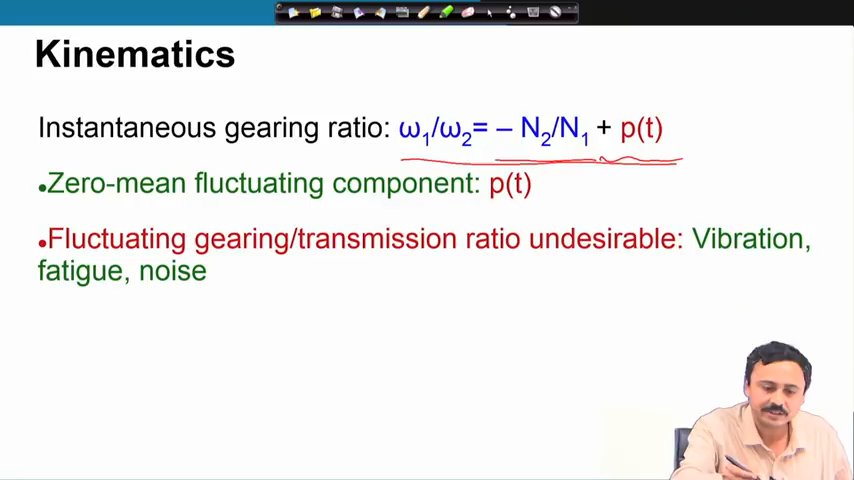 Kinematics
Instantaneous gearing ratio: ω₁/ω₂= – N₂/N₁ + p(t)
•Zero-mean fluctuating component: p(t)
•Fluctuating gearing/transmission ratio undesirable: Vibration,
fatigue, noise